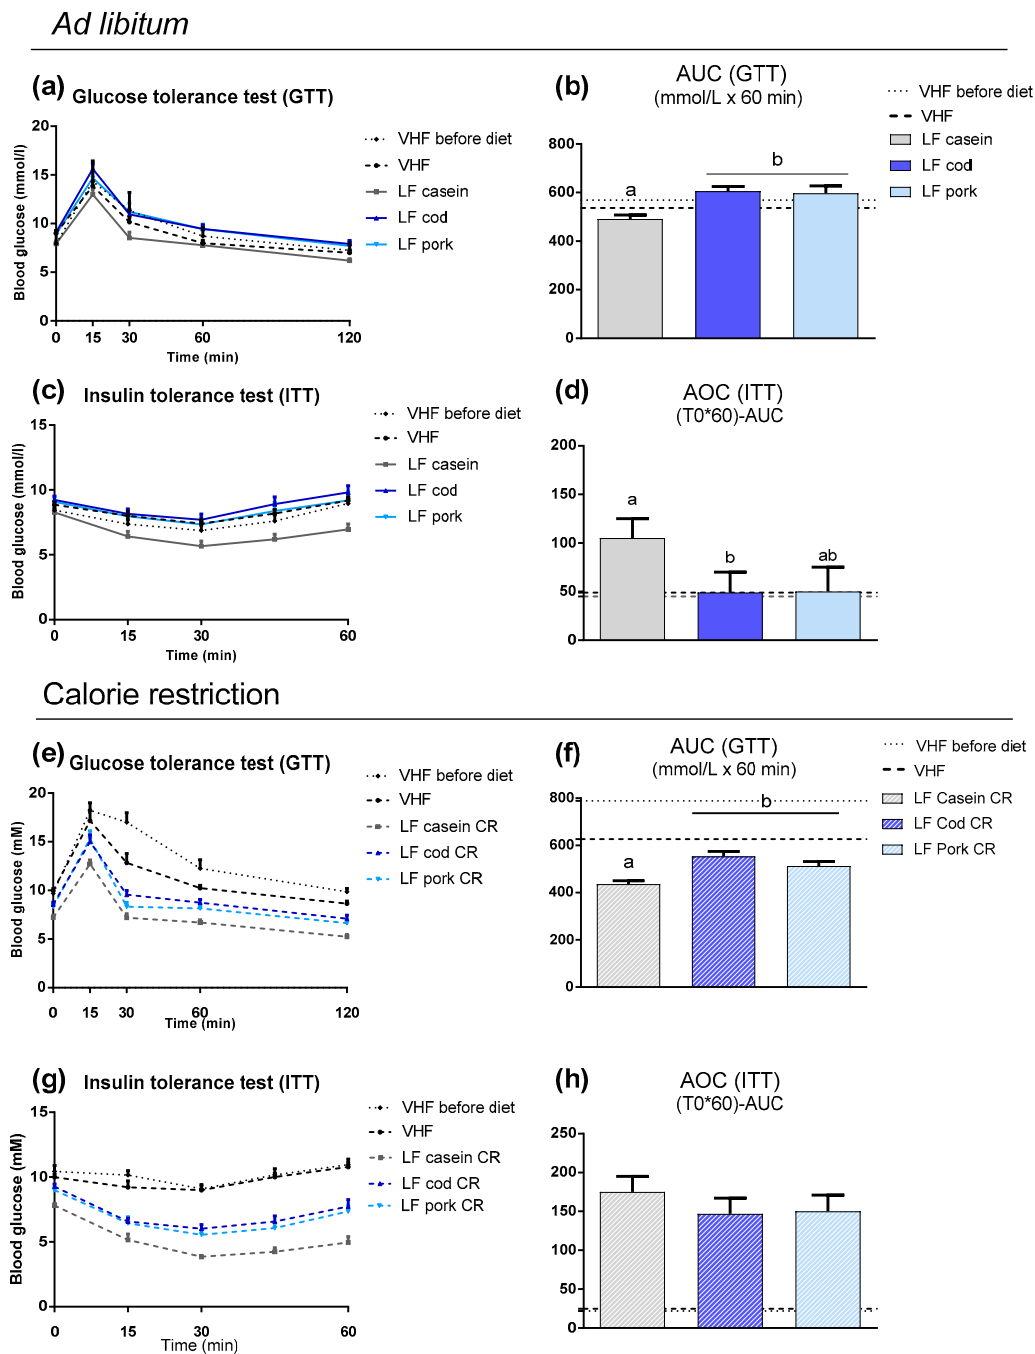 Ad libitum
(a)
Glucose tolerance test (GTT)
Blood glucose (mmol/l)
20
15
10
5
0
0 15 30 60 120
Time (min)
VHF before diet
VHF
LF casein
LF cod
LF pork
(b)
AUC (GTT)
(mmol/L x 60 min)
800
600
400
200
0
a
b
VHF before diet
VHF
LF casein
LF cod
LF pork
(c)
Insulin tolerance test (ITT)
Blood glucose (mmol/l)
15
10
5
0
0 15 30 60
Time (min)
VHF before diet
VHF
LF casein
LF cod
LF pork
(d)
AOC (ITT)
(T0*60)-AUC
200
150
100
50
0
a
b
ab
Calorie restriction
(e)
Glucose tolerance test (GTT)
Blood glucose (mM)
20
15
10
5
0
0 15 30 60 120
Time (min)
VHF before diet
VHF
LF casein CR
LF cod CR
LF pork CR
(f)
AUC (GTT)
(mmol/L x 60 min)
800
600
400
200
0
a
b
VHF before diet
VHF
LF Casein CR
LF Cod CR
LF Pork CR
(g)
Insulin tolerance test (ITT)
Blood glucose (mM)
15
10
5
0
0 15 30 60
Time (min)
VHF before diet
VHF
LF casein CR
LF cod CR
LF pork CR
(h)
AOC (ITT)
(T0*60)-AUC
250
200
150
100
50
0